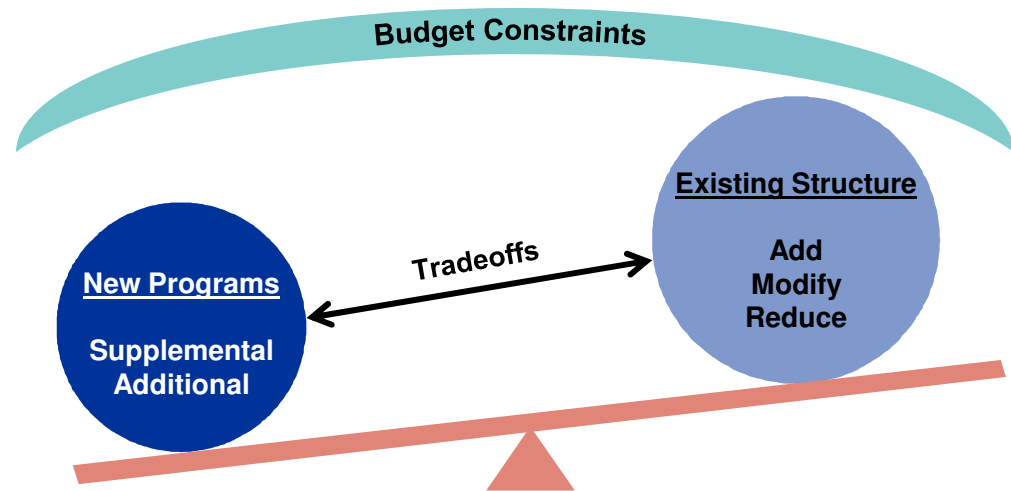 Budget Constraints
Existing Structure
Add
Modify
Reduce
Tradeoffs
New Programs
Supplemental
Additional